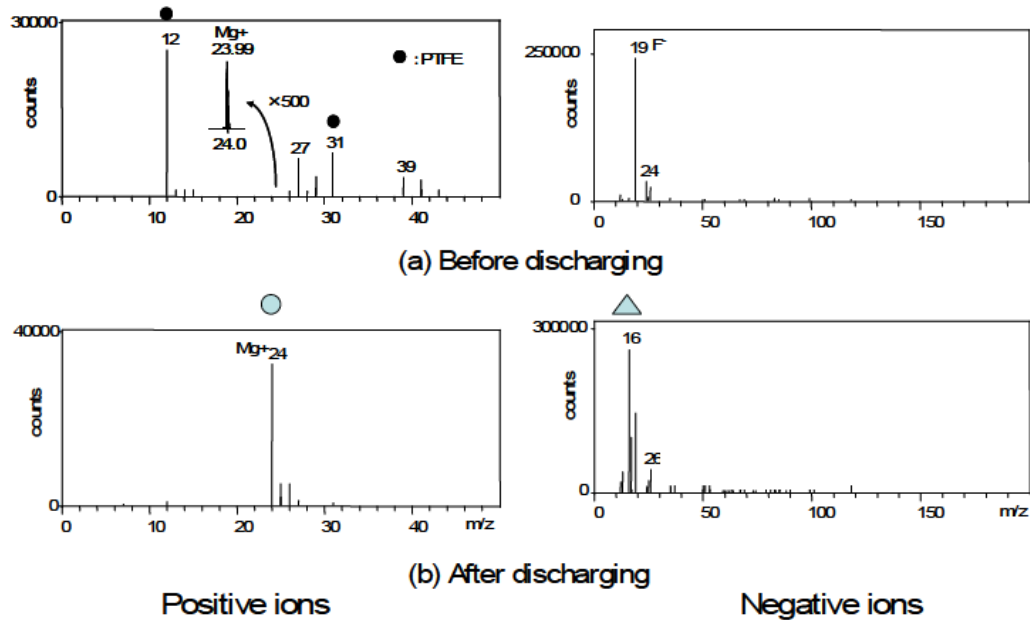 30000
12
Mg+
23.99
24.0
×500
27
31
39
: PTFE
counts
0
0 10 20 30 40
250000
19 F⁻
24
counts
0
0 50 100 150
(a) Before discharging
40000
Mg+ 24
counts
0
0 10 20 30 40
m/z
300000
16
26
counts
0
0 50 100 150
m/z
(b) After discharging
Positive ions
Negative ions